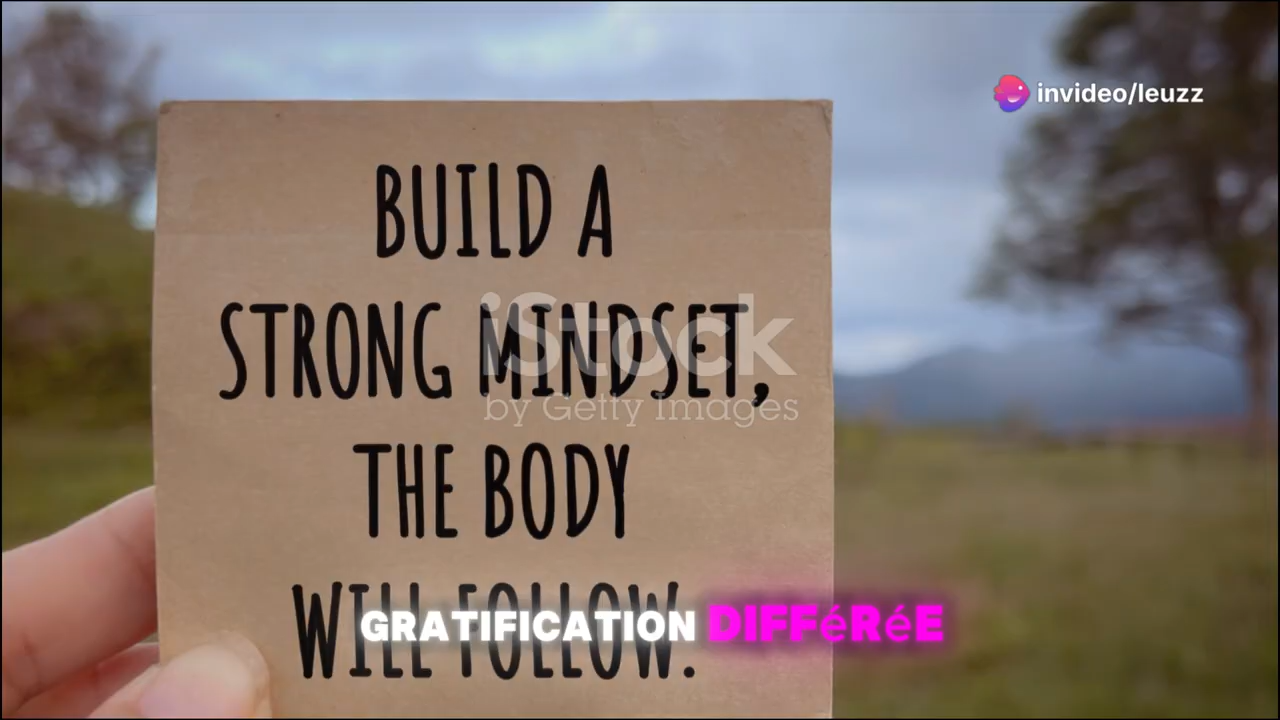 invideo/leuzz
BUILD A
STRONG MINDSET,
iStock
by Getty Images
THE BODY
WILL FOLLOW.
GRATIFICATION DIFFéRéE